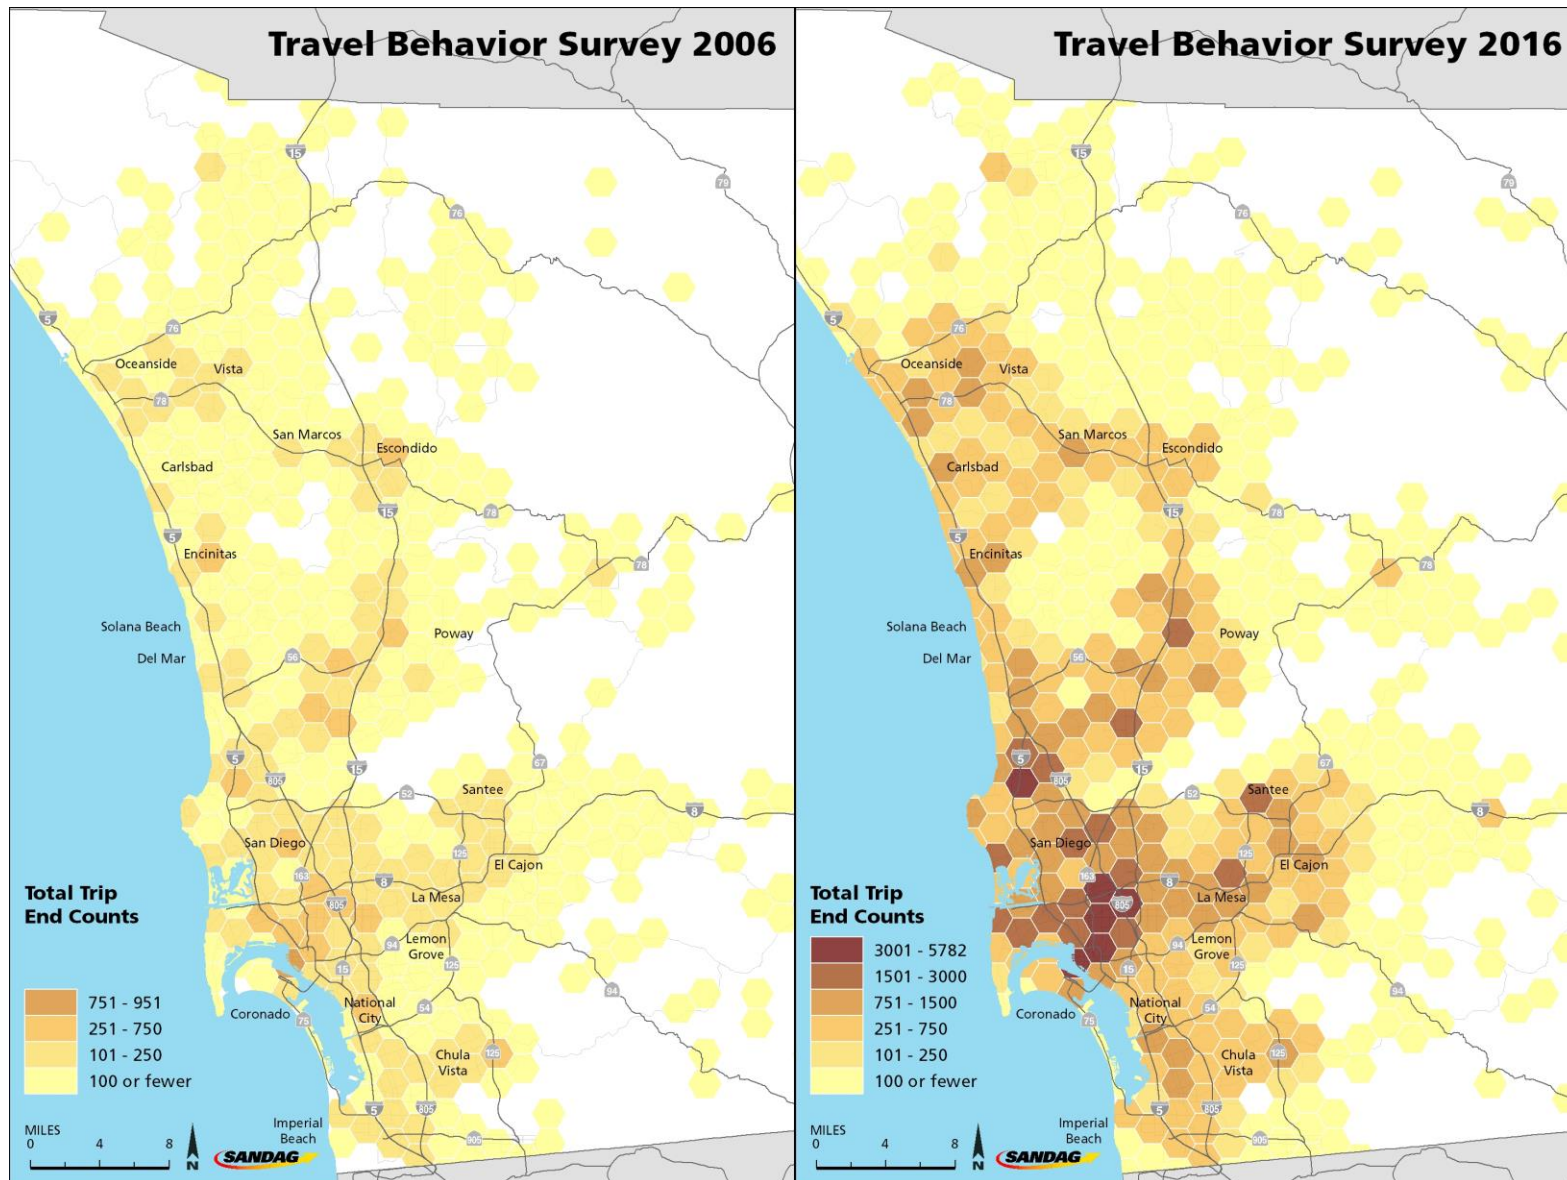 Travel Behavior Survey 2006
15
79
76
5
76
Oceanside
Vista
78
San Marcos
Escondido
Carlsbad
15
78
5
Encinitas
78
Solana Beach
Poway
Del Mar
56
5
15
67
805
Santee
52
8
San Diego
125
El Cajon
163
8
Total Trip
End Counts
La Mesa
805
94
Lemon
Grove
15
125
94
751 - 951
National
City
54
Coronado
75
251 - 750
101 - 250
Chula
Vista
125
100 or fewer
5
805
MILES
0 4 8
Imperial
Beach
905
N
SANDAG
Travel Behavior Survey 2016
15
79
76
5
76
Oceanside
Vista
78
San Marcos
Escondido
Carlsbad
15
78
5
Encinitas
78
Solana Beach
Poway
Del Mar
56
5
15
67
805
Santee
52
8
San Diego
125
El Cajon
163
8
Total Trip
End Counts
La Mesa
805
94
Lemon
Grove
3001 - 5782
15
125
1501 - 3000
94
751 - 1500
National
City
54
Coronado
75
251 - 750
101 - 250
Chula
Vista
125
100 or fewer
5
805
MILES
0 4 8
Imperial
Beach
905
N
SANDAG